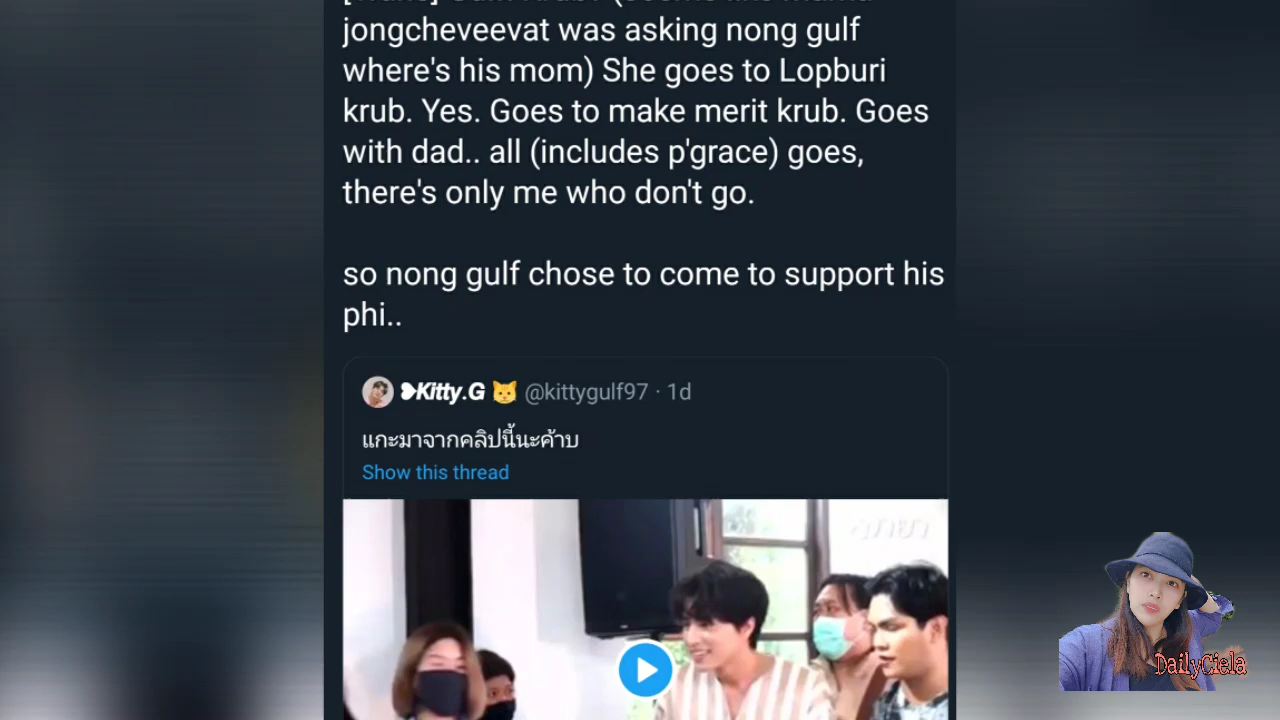 jongcheveevat was asking nong gulf
where's his mom) She goes to Lopburi
krub. Yes. Goes to make merit krub. Goes
with dad.. all (includes p'grace) goes,
there's only me who don't go.
so nong gulf chose to come to support his
phi..
❥Kitty.G 🐱 @kittygulf97 · 1d
แกะมาจากคลิปนี้นะค้าบ
Show this thread
DailyCiela